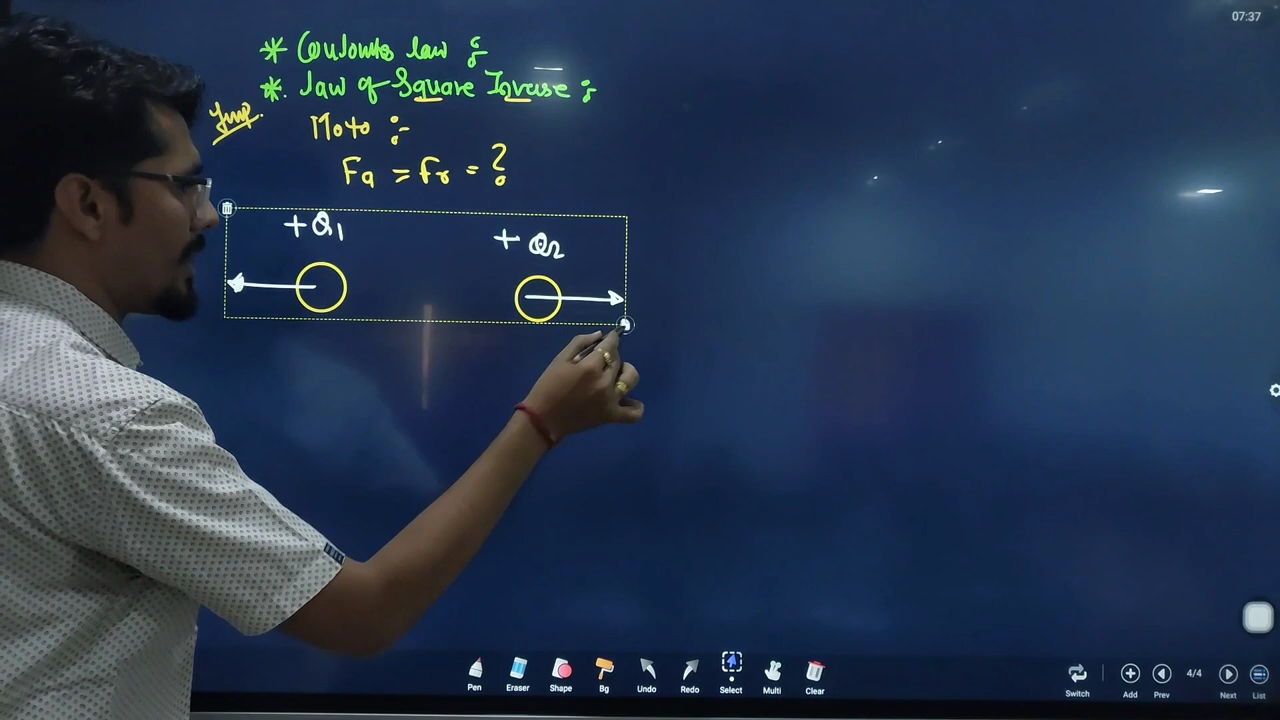 07:37
* Coulombs law :
*. Law of Square Inverse :
Imp.
Moto :-
Fa = Fr = ?
+Q1
+ Q2
Pen Eraser Shape Bg Undo Redo Select Multi Clear
Switch Add Prev 4/4 Next List